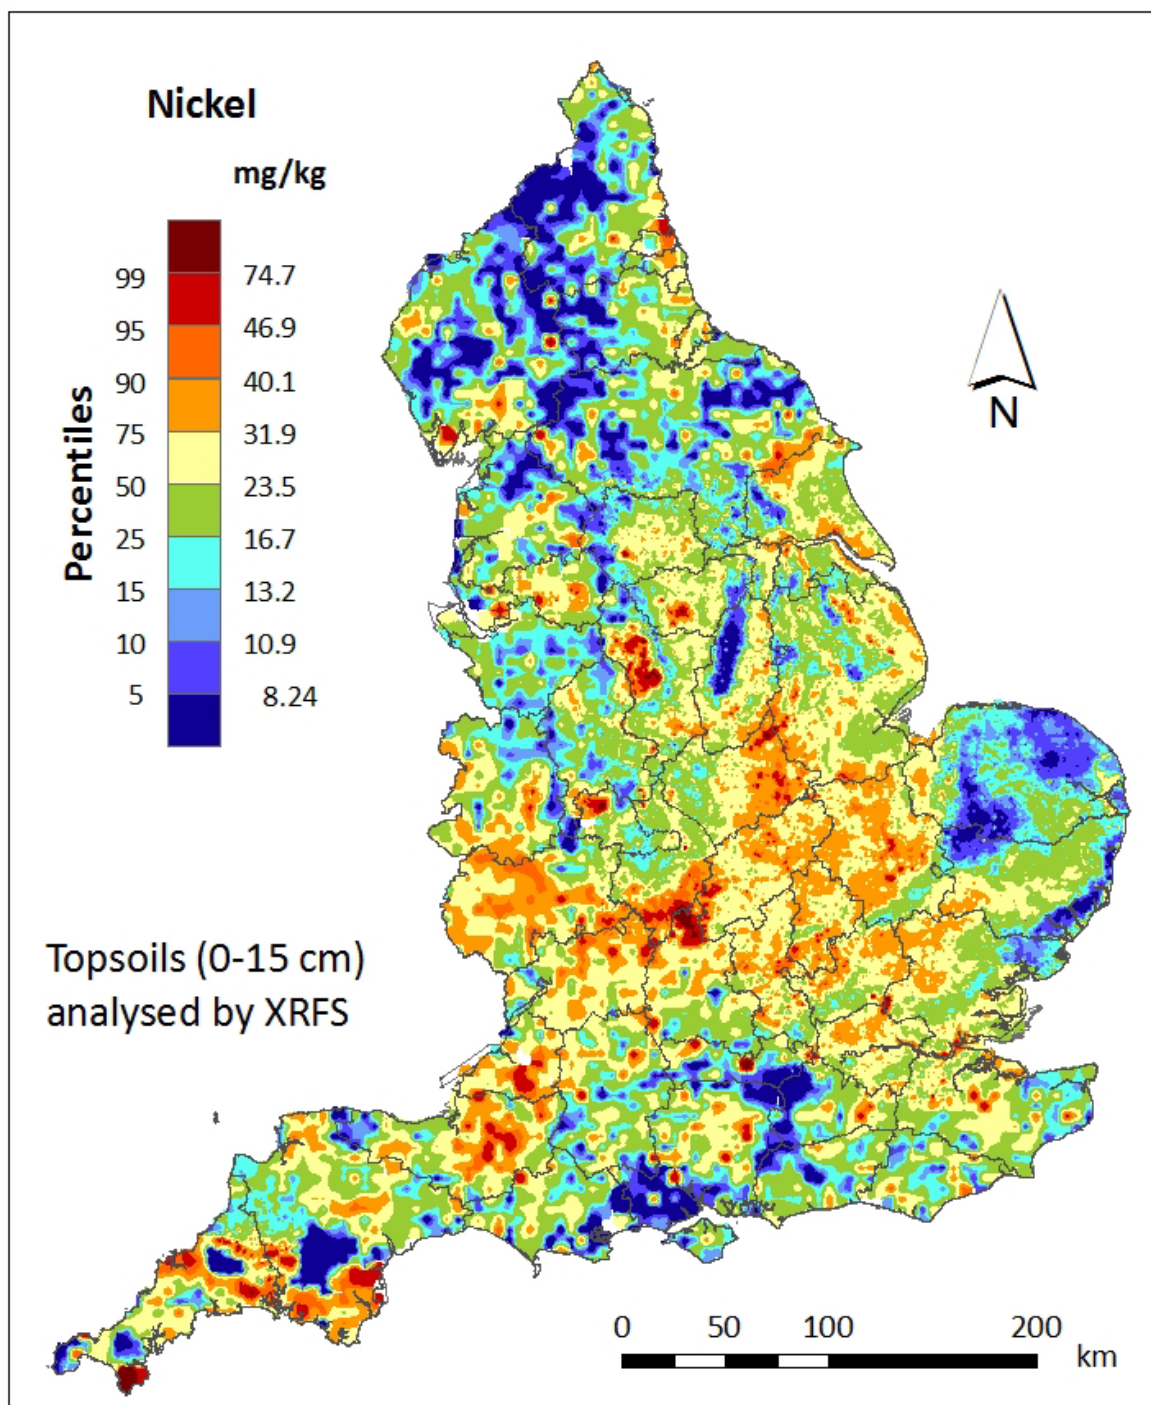 Nickel
mg/kg
Percentiles
99 74.7
95 46.9
90 40.1
75 31.9
50 23.5
25 16.7
15 13.2
10 10.9
5 8.24
N
Topsoils (0-15 cm)
analysed by XRFS
0 50 100 200
km